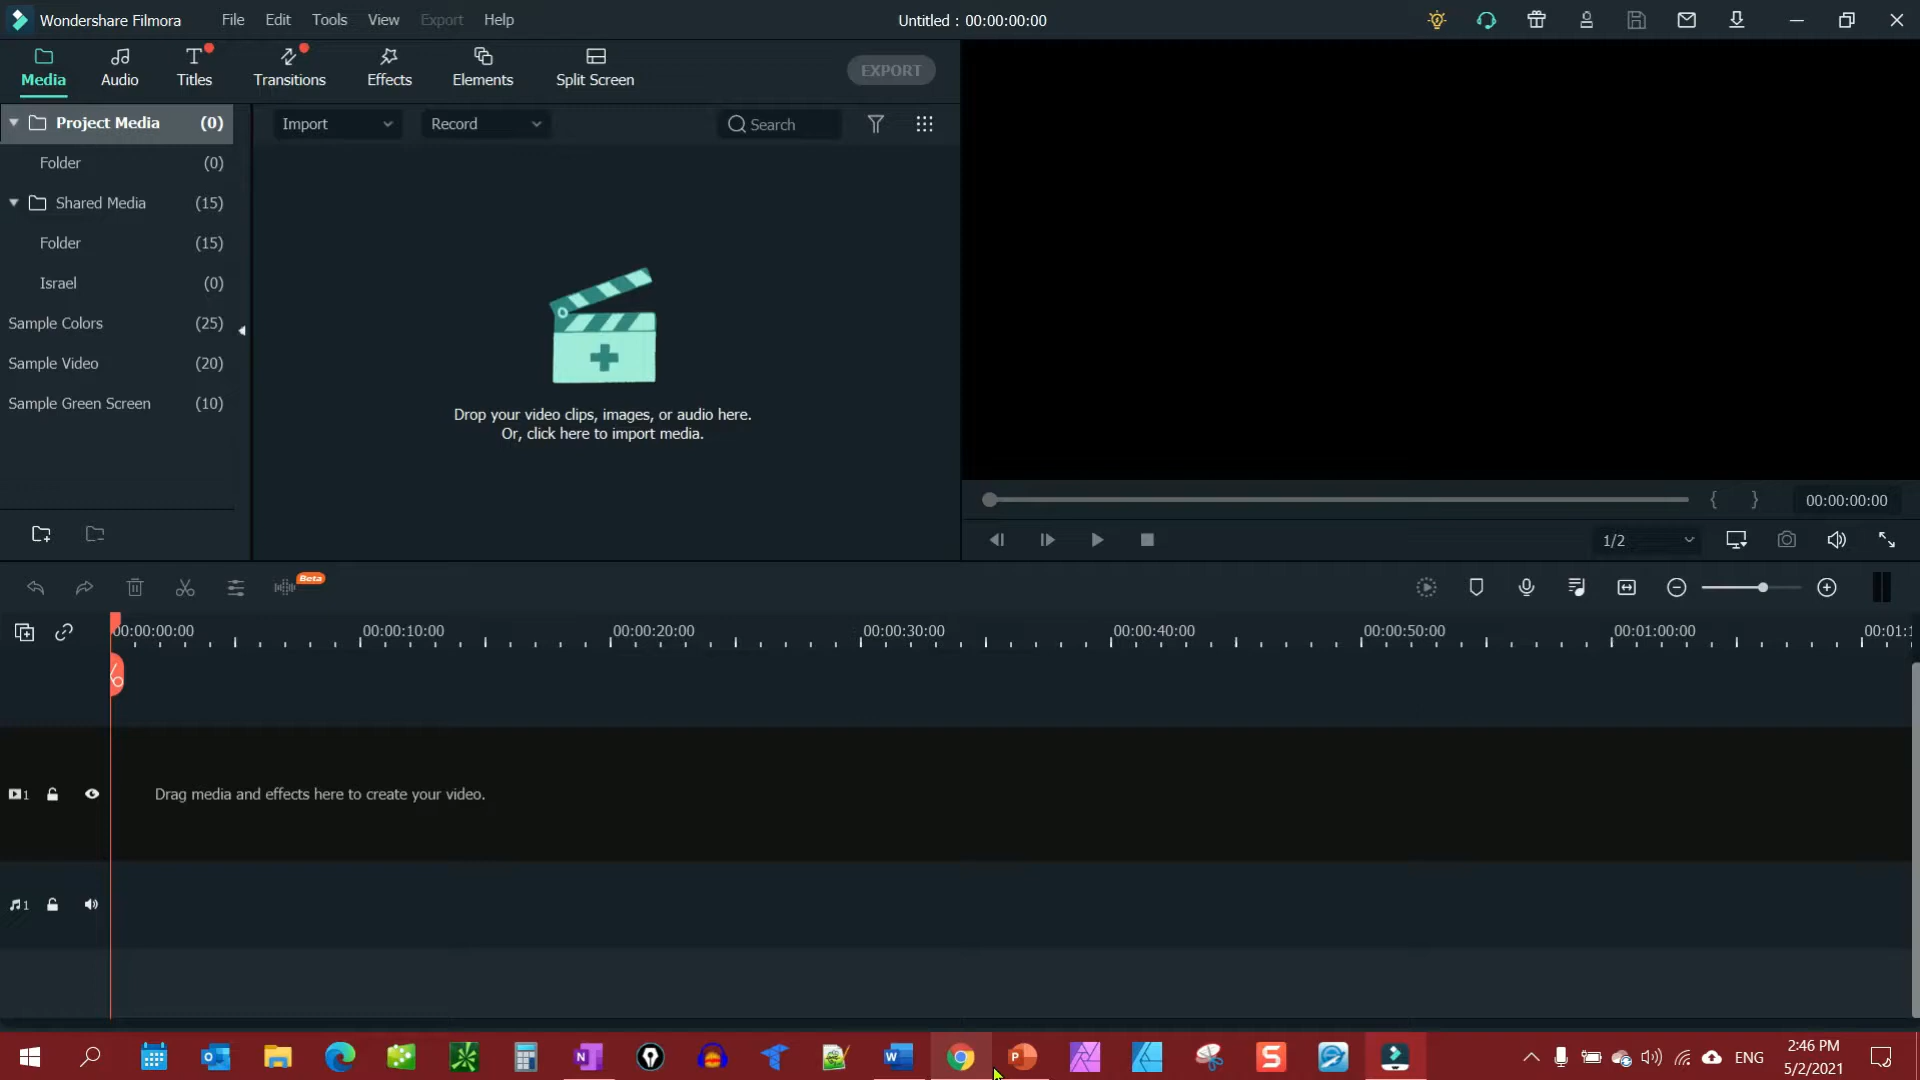 Wondershare Filmora File Edit Tools View Export Help Untitled : 00:00:00:00
Media Audio Titles Transitions Effects Elements Split Screen EXPORT
Project Media (0) Import Record Search
Folder (0)
Shared Media (15)
Folder (15)
Israel (0)
Sample Colors (25)
Sample Video (20)
Sample Green Screen (10)
Drop your video clips, images, or audio here.
Or, click here to import media.
{ } 00:00:00:00
1/2
Beta
00:00:00:00 00:00:10:00 00:00:20:00 00:00:30:00 00:00:40:00 00:00:50:00 00:01:00:00 00:01:1
1 Drag media and effects here to create your video.
1
N W P S ENG 2:46 PM
5/2/2021